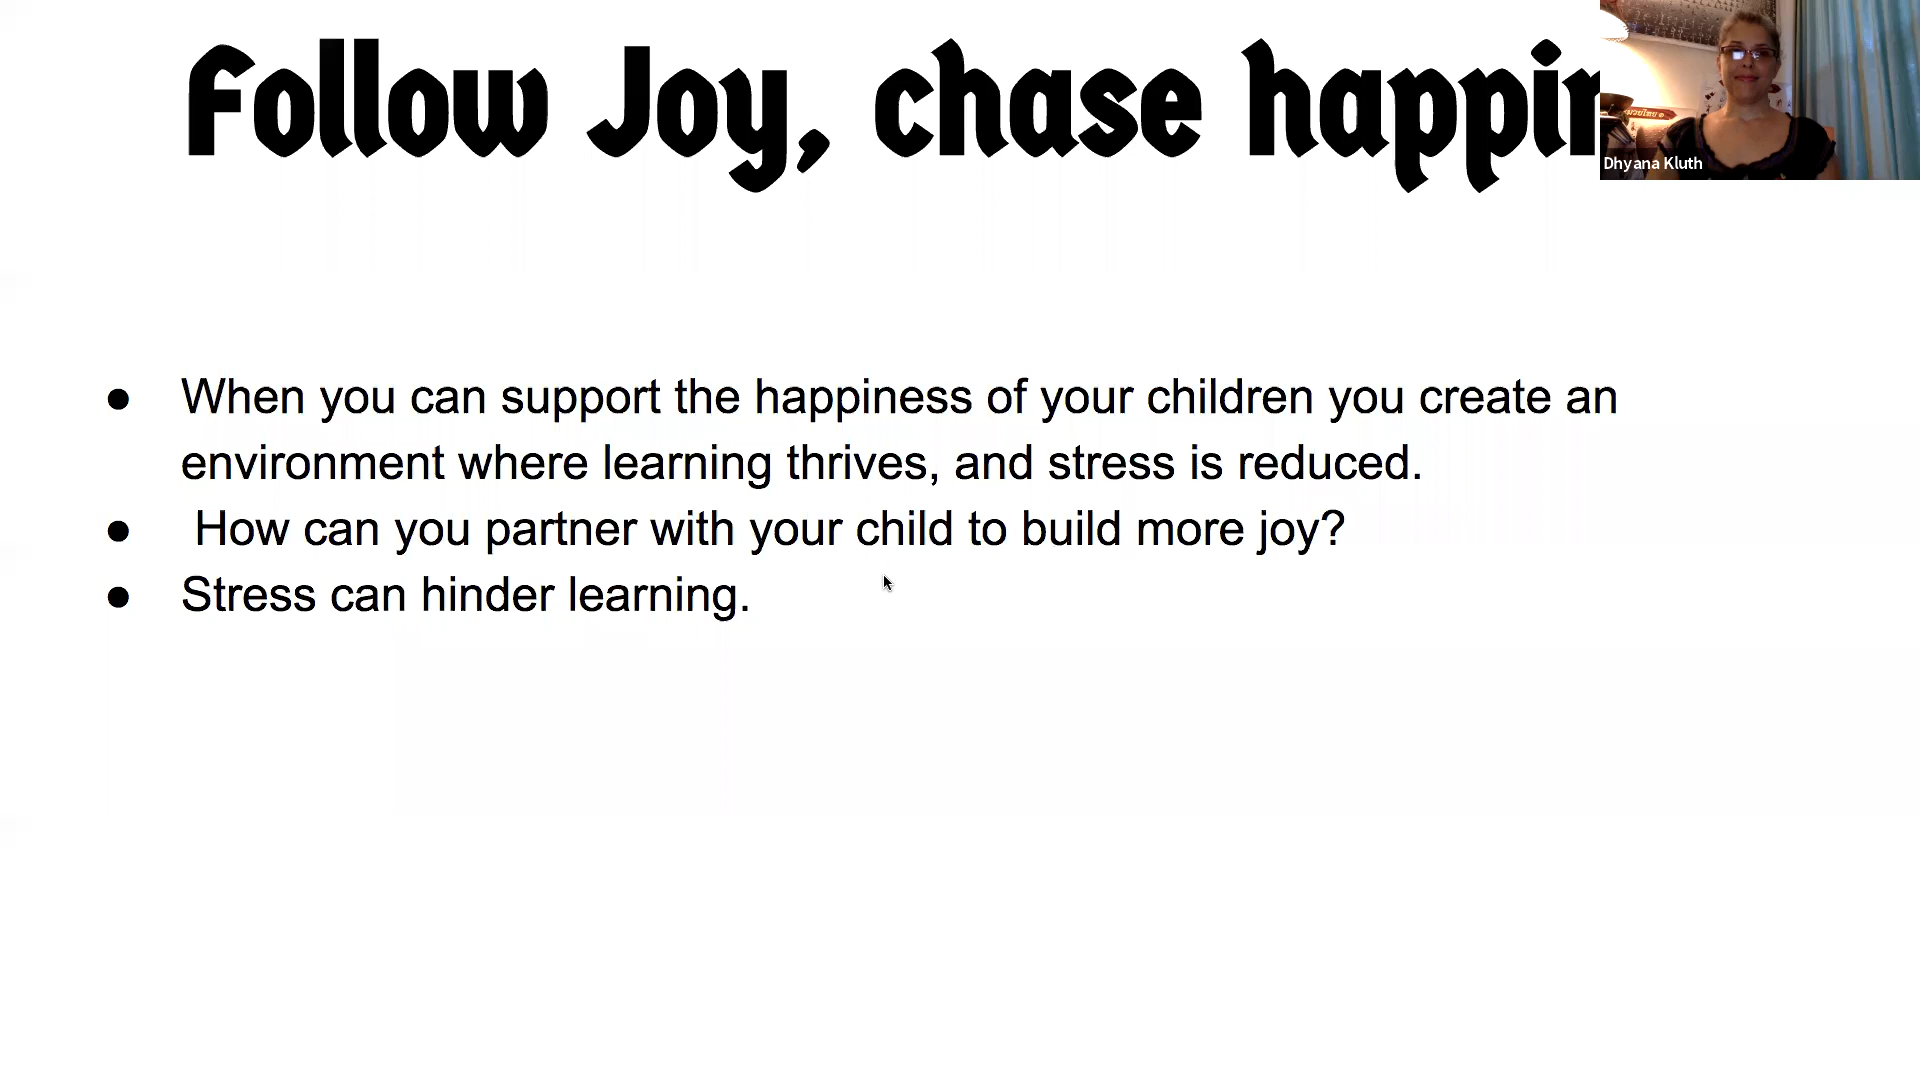 Follow Joy, chase happin
Dhyana Kluth
● When you can support the happiness of your children you create an
environment where learning thrives, and stress is reduced.
● How can you partner with your child to build more joy?
● Stress can hinder learning.